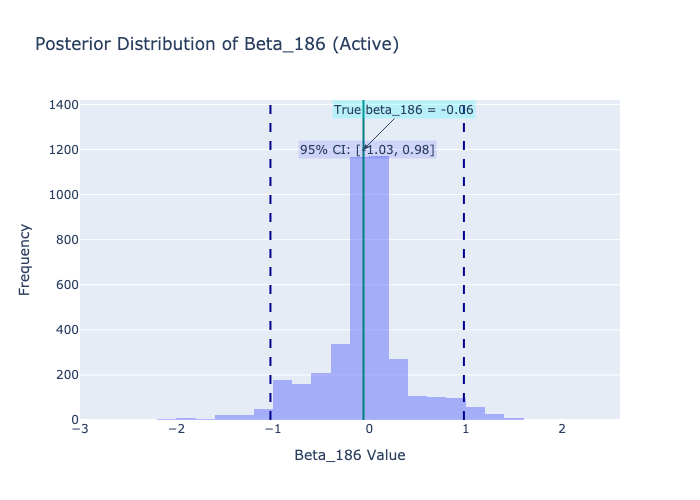 Posterior Distribution of Beta_186 (Active)
True beta_186 = -0.06
95% CI: [-1.03, 0.98]
1400
1200
1000
800
600
400
200
0
Frequency
−3
−2
−1
0
1
2
Beta_186 Value